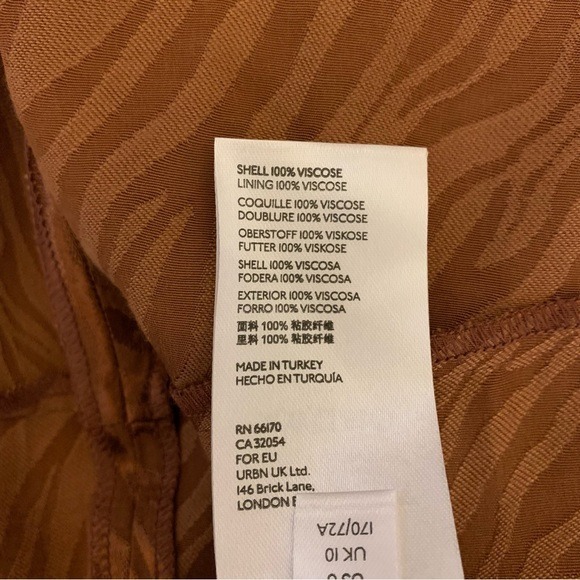 SHELL 100% VISCOSE
LINING 100% VISCOSE
COQUILLE 100% VISCOSE
DOUBLURE 100% VISCOSE
OBERSTOFF 100% VISKOSE
FUTTER 100% VISKOSE
SHELL 100% VISCOSA
FODERA 100% VISCOSA
EXTERIOR 100% VISCOSA
FORRO 100% VISCOSA
面料 100% 粘胶纤维
里料 100% 粘胶纤维
MADE IN TURKEY
HECHO EN TURQUÍA
RN 66170
CA 32054
FOR EU
URBN UK Ltd.
146 Brick Lane,
LONDON
170/72A
UK 10